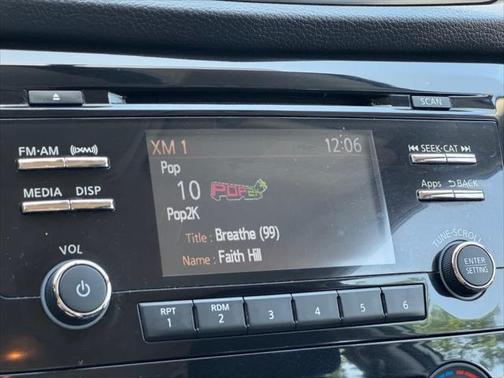 SCAN
FM·AM (((XM)))
SEEK·CAT
MEDIA DISP
Apps BACK
XM 1 12:06
Pop
10 POP2K
Pop2K
Title : Breathe (99)
Name : Faith Hill
VOL
TUNE·SCROLL
ENTER
SETTING
RPT
1
RDM
2
3
4
5
6